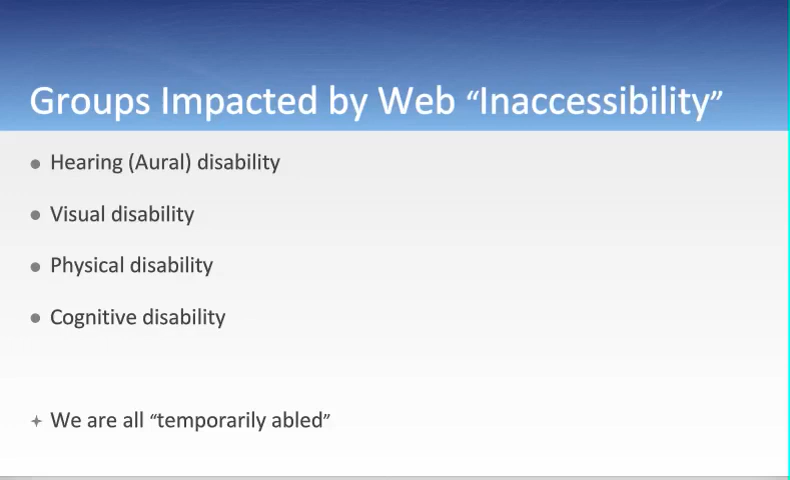 Groups Impacted by Web “Inaccessibility”
Hearing (Aural) disability
Visual disability
Physical disability
Cognitive disability
We are all “temporarily abled”